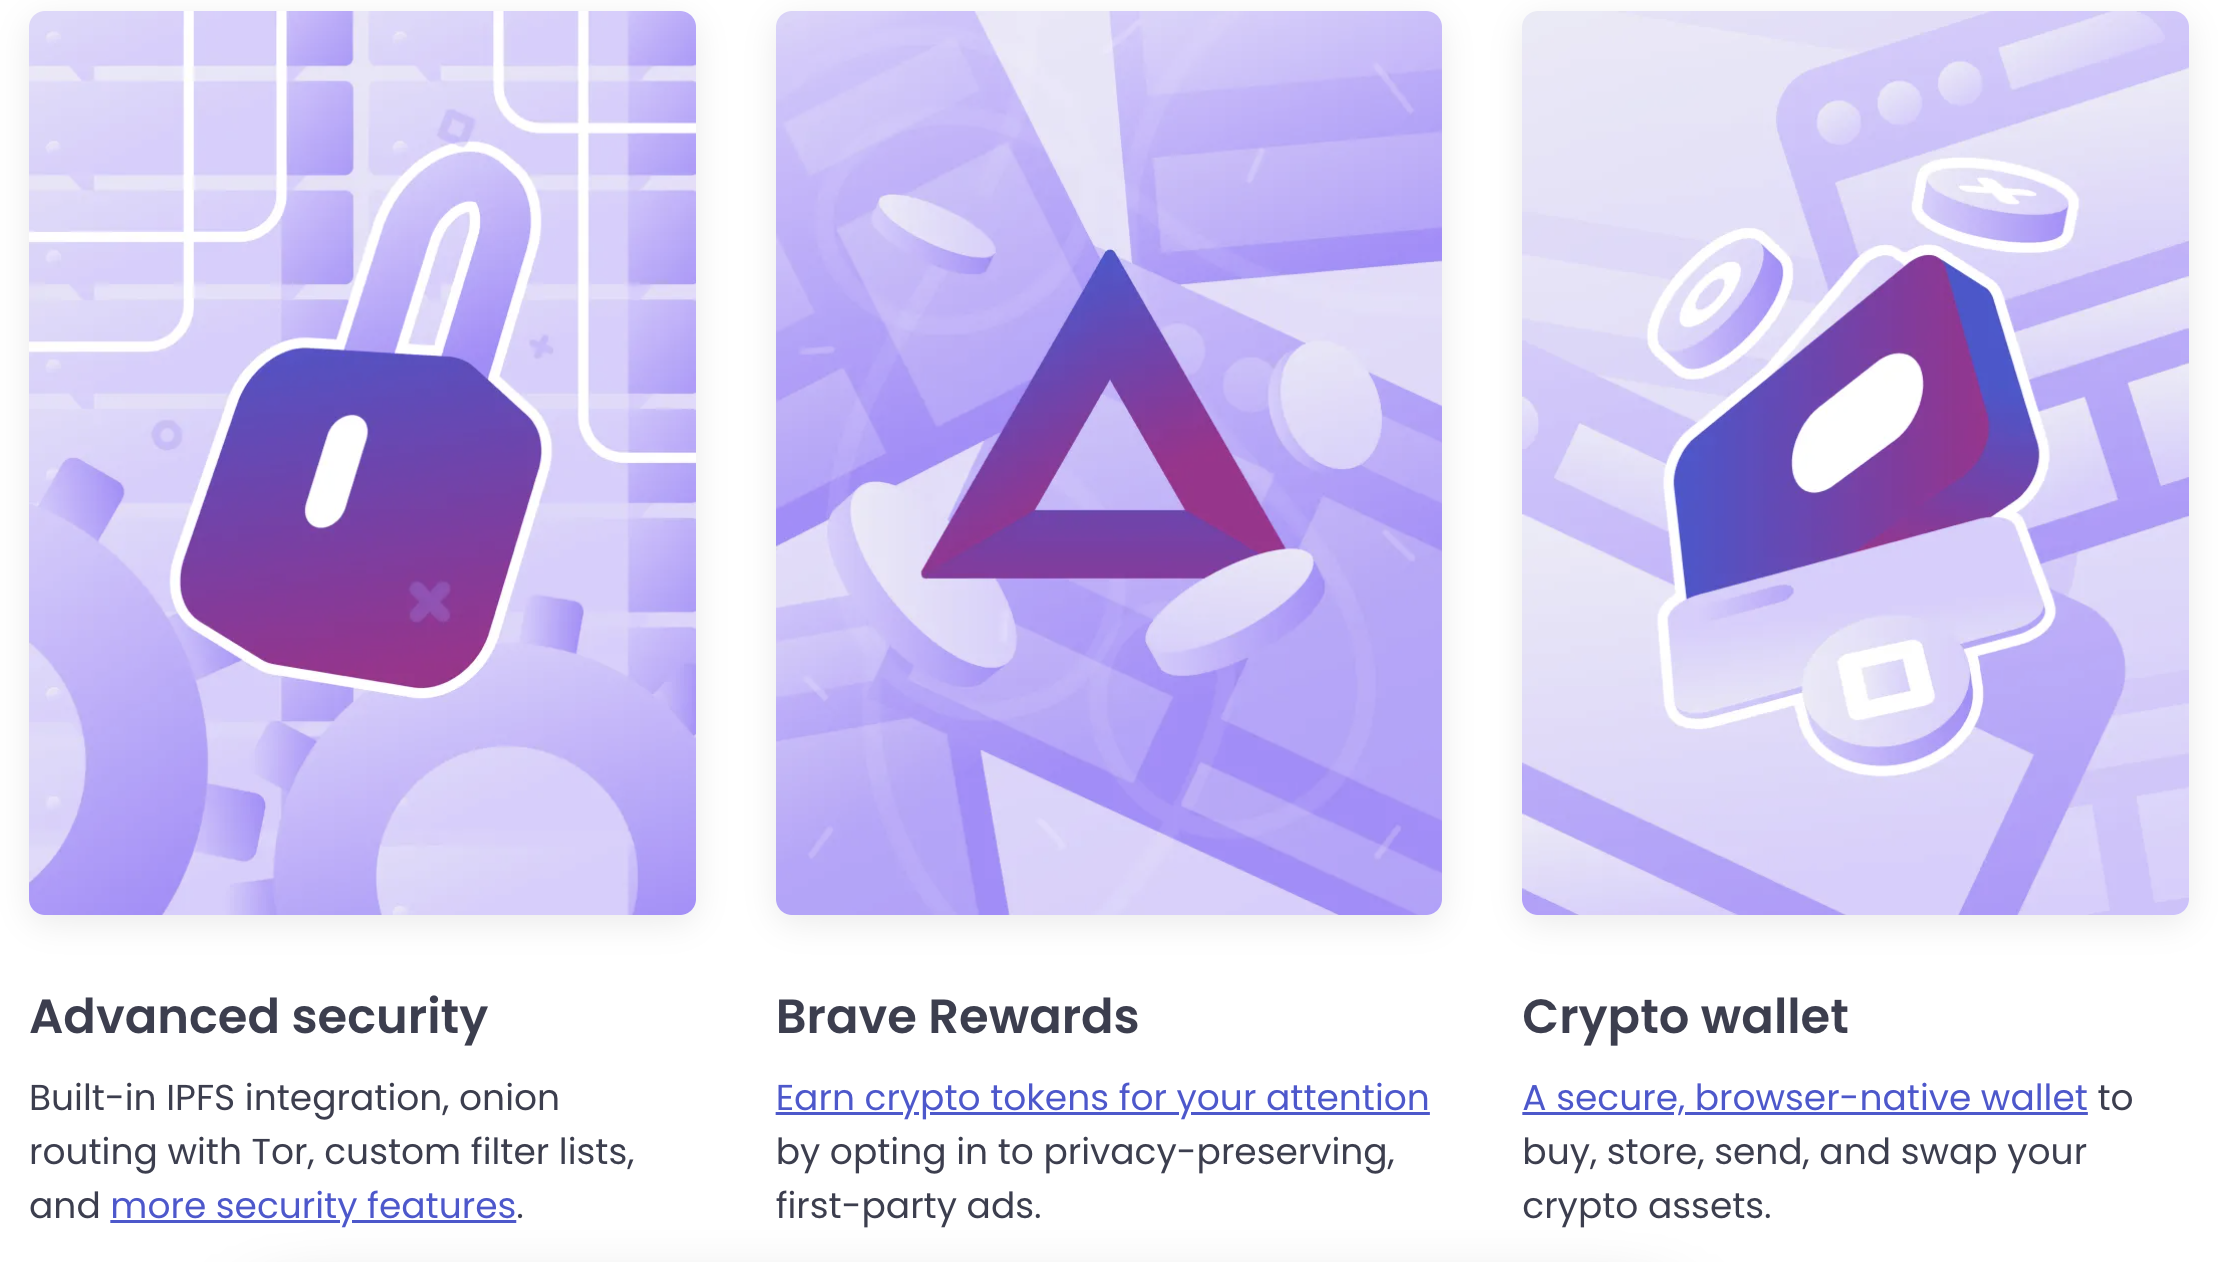 Advanced security
Built-in IPFS integration, onion
routing with Tor, custom filter lists,
and more security features.
Brave Rewards
Earn crypto tokens for your attention
by opting in to privacy-preserving,
first-party ads.
Crypto wallet
A secure, browser-native wallet to
buy, store, send, and swap your
crypto assets.